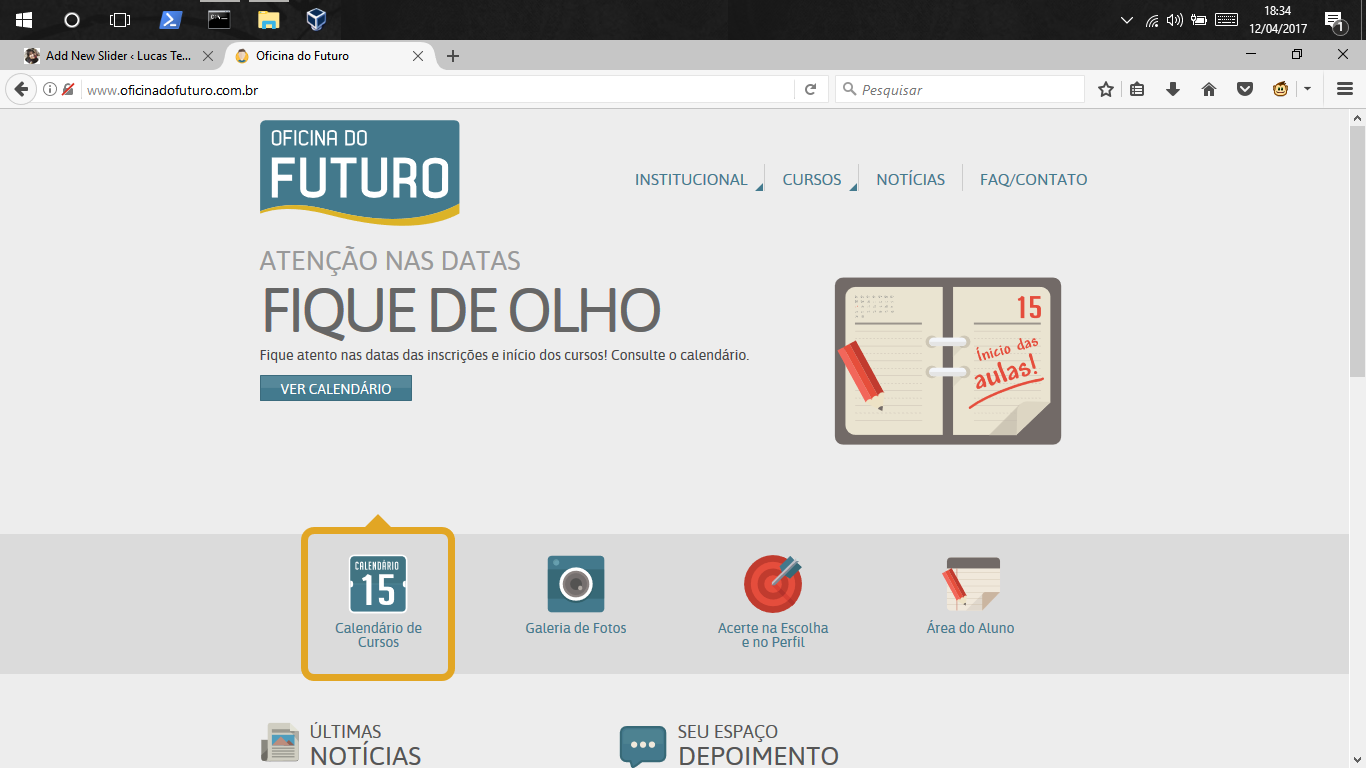 18:34
12/04/2017
1
Add New Slider ‹ Lucas Te...
Oficina do Futuro
www.oficinadofuturo.com.br
Pesquisar
OFICINA DO
FUTURO
INSTITUCIONAL
CURSOS
NOTÍCIAS
FAQ/CONTATO
ATENÇÃO NAS DATAS
FIQUE DE OLHO
Fique atento nas datas das inscrições e início dos cursos! Consulte o calendário.
VER CALENDÁRIO
15
Ínicio das
aulas!
CALENDÁRIO
15
Calendário de
Cursos
Galeria de Fotos
Acerte na Escolha
e no Perfil
Área do Aluno
ÚLTIMAS
NOTÍCIAS
SEU ESPAÇO
DEPOIMENTO